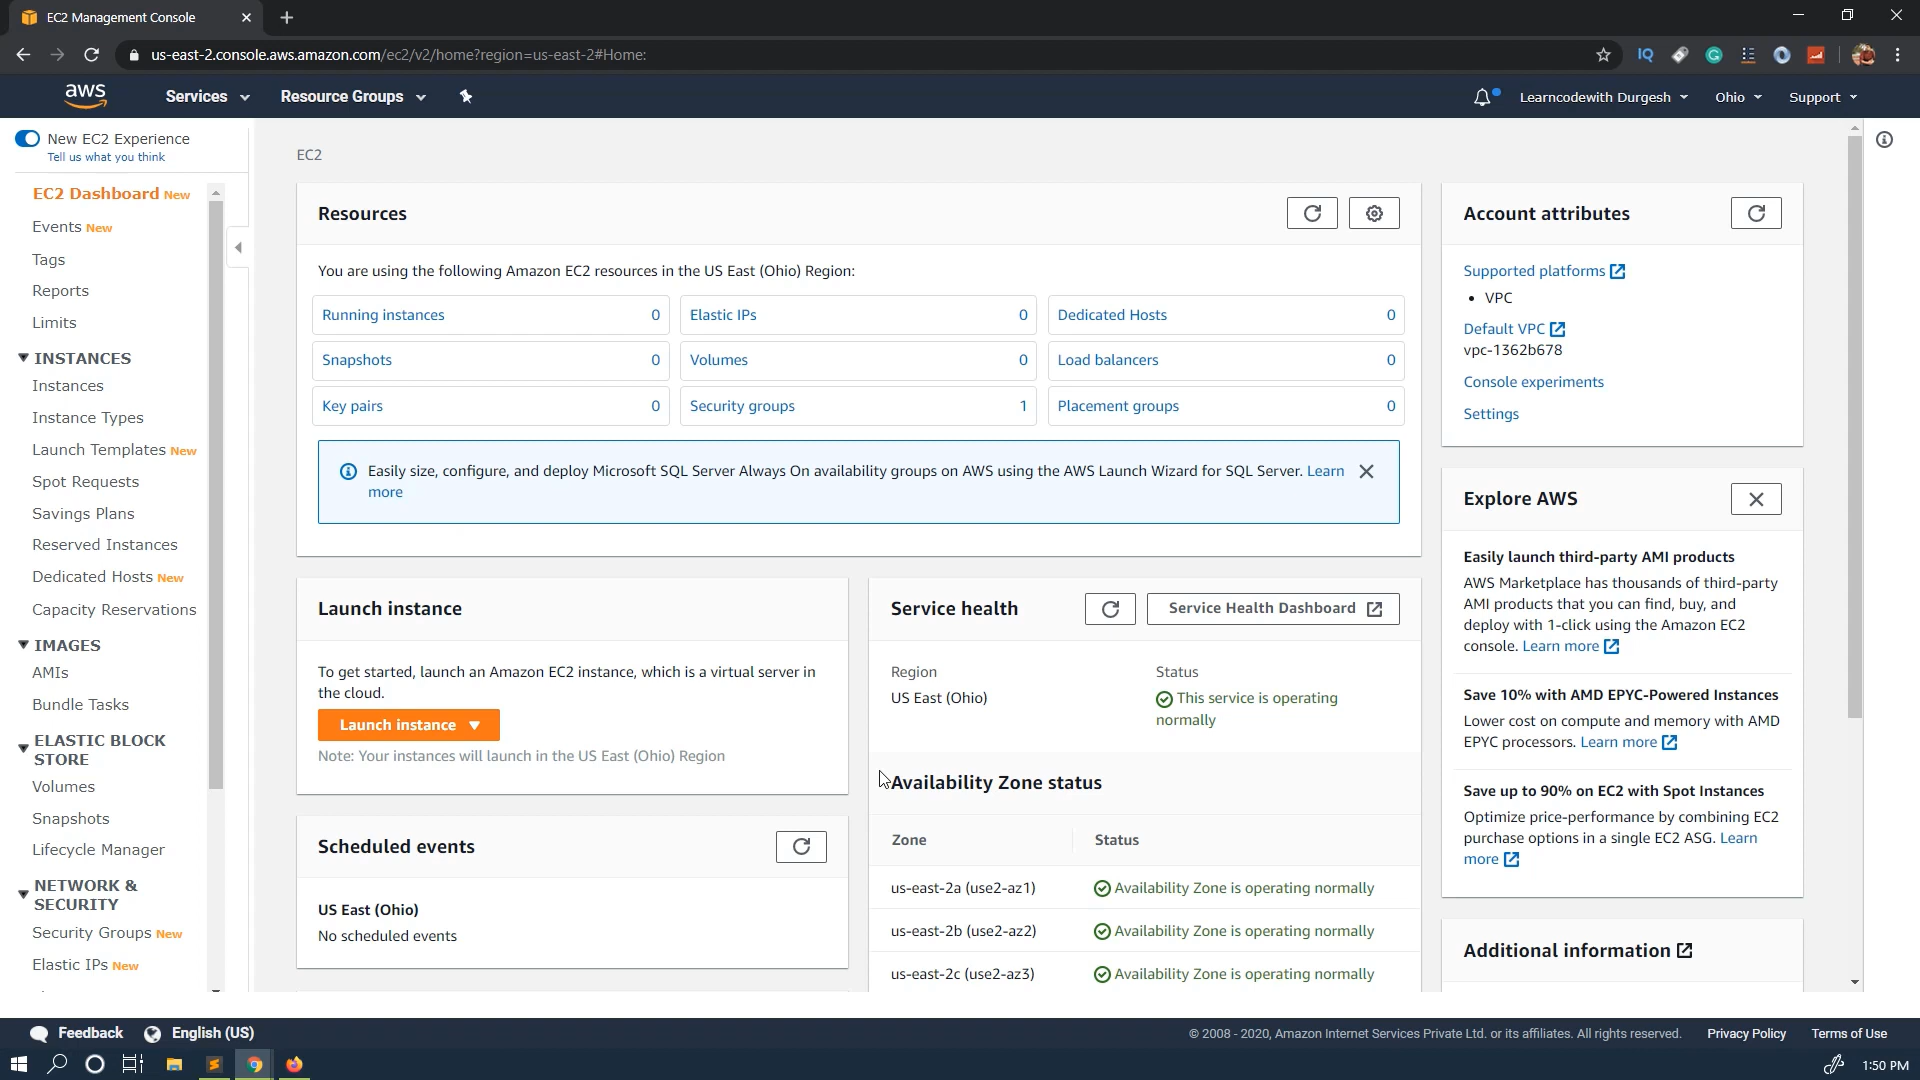 EC2 Management Console
us-east-2.console.aws.amazon.com/ec2/v2/home?region=us-east-2#Home:
IQ
aws
Services
Resource Groups
Learncodewith Durgesh
Ohio
Support
New EC2 Experience
Tell us what you think
EC2 Dashboard New
Events New
Tags
Reports
Limits
INSTANCES
Instances
Instance Types
Launch Templates New
Spot Requests
Savings Plans
Reserved Instances
Dedicated Hosts New
Capacity Reservations
IMAGES
AMIs
Bundle Tasks
ELASTIC BLOCK
STORE
Volumes
Snapshots
Lifecycle Manager
NETWORK &
SECURITY
Security Groups New
Elastic IPs New
EC2
Resources
You are using the following Amazon EC2 resources in the US East (Ohio) Region:
Running instances 0
Elastic IPs 0
Dedicated Hosts 0
Snapshots 0
Volumes 0
Load balancers 0
Key pairs 0
Security groups 1
Placement groups 0
Easily size, configure, and deploy Microsoft SQL Server Always On availability groups on AWS using the AWS Launch Wizard for SQL Server. Learn
more
Launch instance
To get started, launch an Amazon EC2 instance, which is a virtual server in
the cloud.
Launch instance
Note: Your instances will launch in the US East (Ohio) Region
Scheduled events
US East (Ohio)
No scheduled events
Service health
Service Health Dashboard
Region
US East (Ohio)
Status
This service is operating
normally
Availability Zone status
Zone Status
us-east-2a (use2-az1) Availability Zone is operating normally
us-east-2b (use2-az2) Availability Zone is operating normally
us-east-2c (use2-az3) Availability Zone is operating normally
Account attributes
Supported platforms
• VPC
Default VPC
vpc-1362b678
Console experiments
Settings
Explore AWS
Easily launch third-party AMI products
AWS Marketplace has thousands of third-party
AMI products that you can find, buy, and
deploy with 1-click using the Amazon EC2
console. Learn more
Save 10% with AMD EPYC-Powered Instances
Lower cost on compute and memory with AMD
EPYC processors. Learn more
Save up to 90% on EC2 with Spot Instances
Optimize price-performance by combining EC2
purchase options in a single EC2 ASG. Learn
more
Additional information
Feedback
English (US)
© 2008 - 2020, Amazon Internet Services Private Ltd. or its affiliates. All rights reserved.
Privacy Policy
Terms of Use
1:50 PM